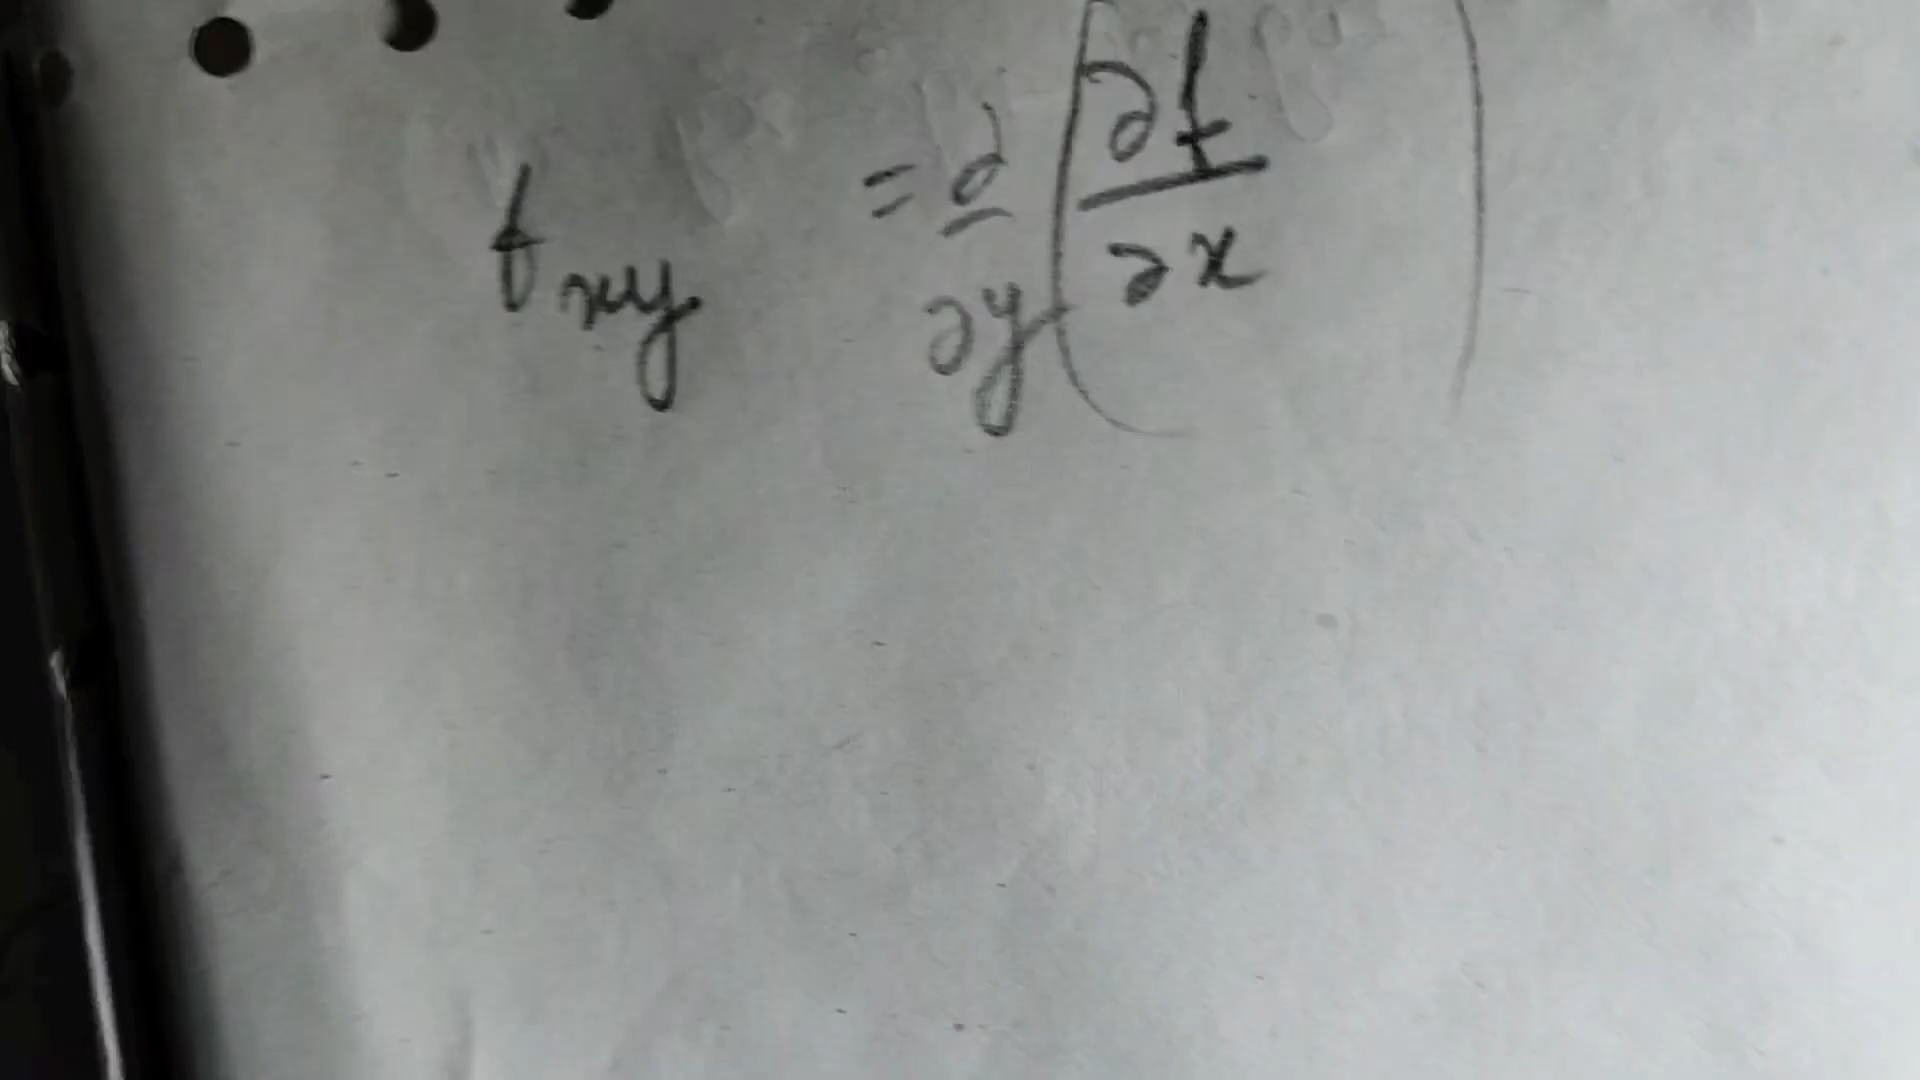 f_xy = ∂/∂y (∂f/∂x)